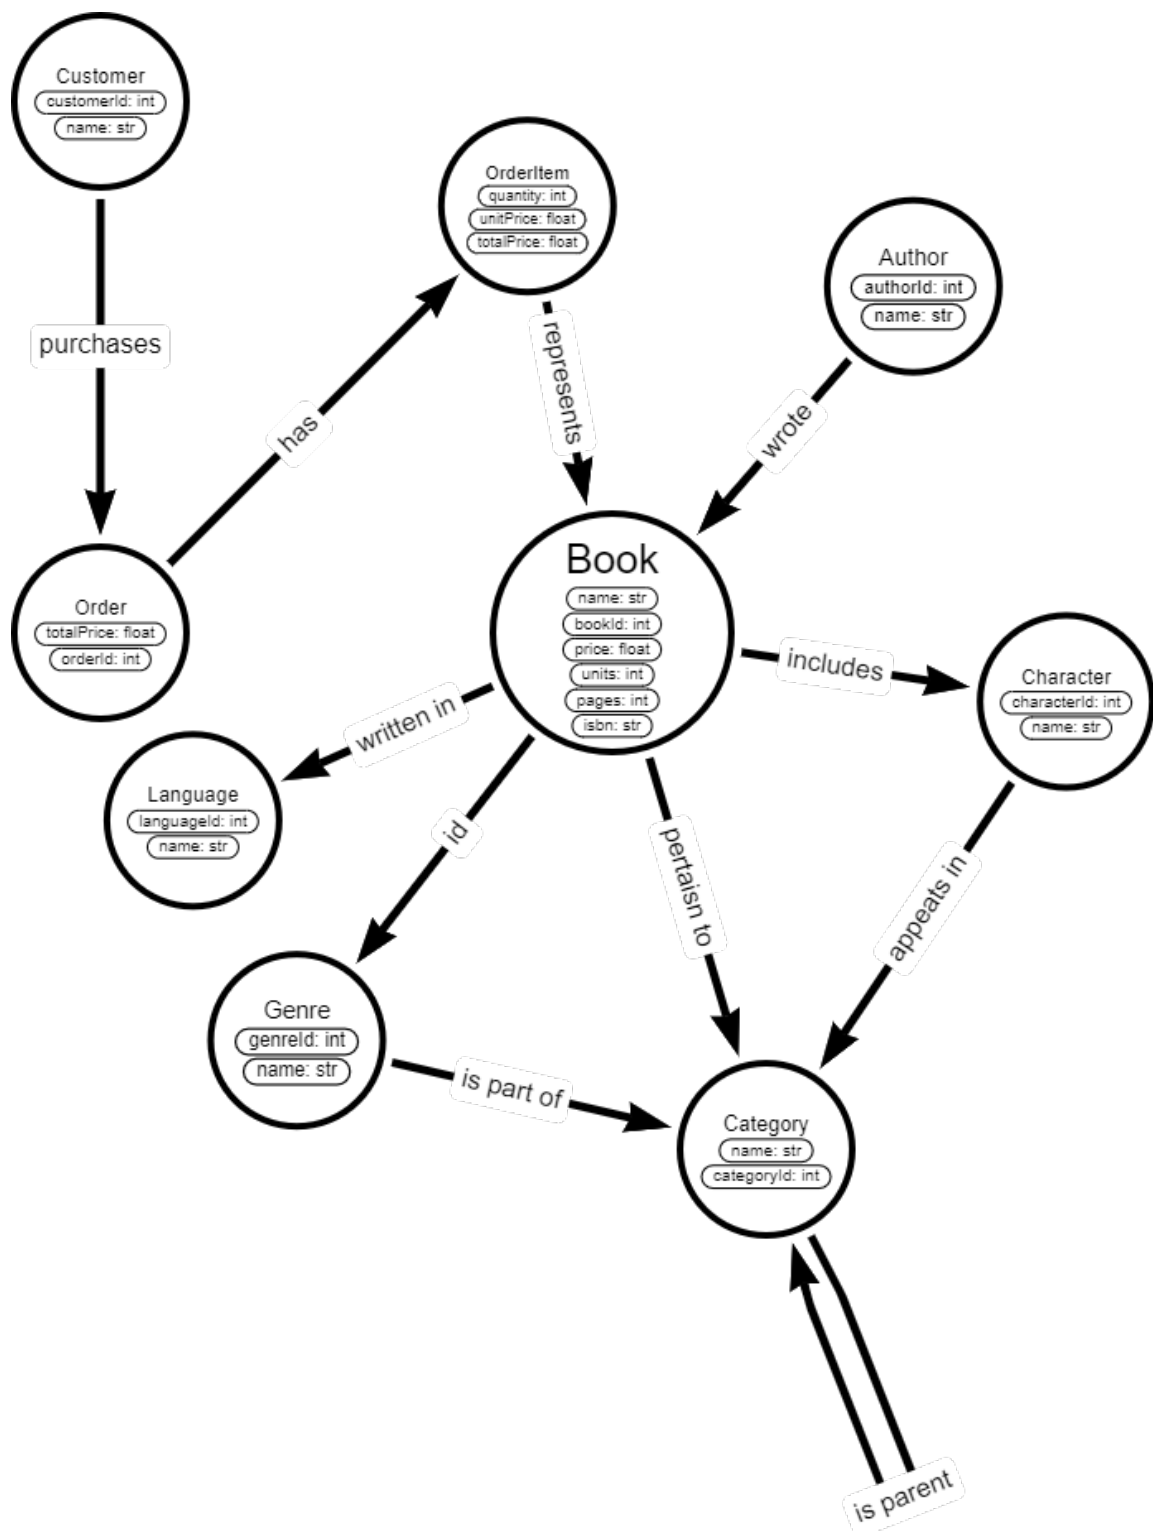 Customer
customerId: int
name: str
OrderItem
quantity: int
unitPrice: float
totalPrice: float
Author
authorId: int
name: str
purchases
represents
has
wrote
Book
name: str
bookId: int
price: float
units: int
pages: int
isbn: str
Order
totalPrice: float
orderId: int
includes
Character
characterId: int
name: str
written in
Language
languageId: int
name: str
id
pertaisn to
appeats in
Genre
genreId: int
name: str
is part of
Category
name: str
categoryId: int
is parent